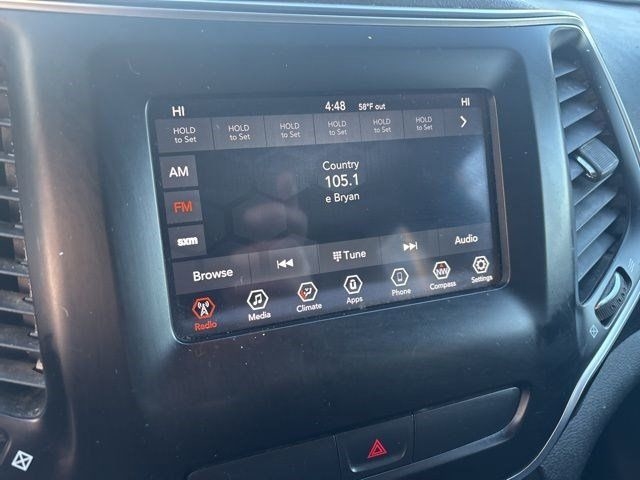 HI 4:48 58°F out HI
HOLD to Set HOLD to Set HOLD to Set HOLD to Set HOLD to Set HOLD to Set
AM
Country
105.1
FM
e Bryan
sxm
Browse Tune Audio
Radio Media Climate Apps Phone NW Compass Settings